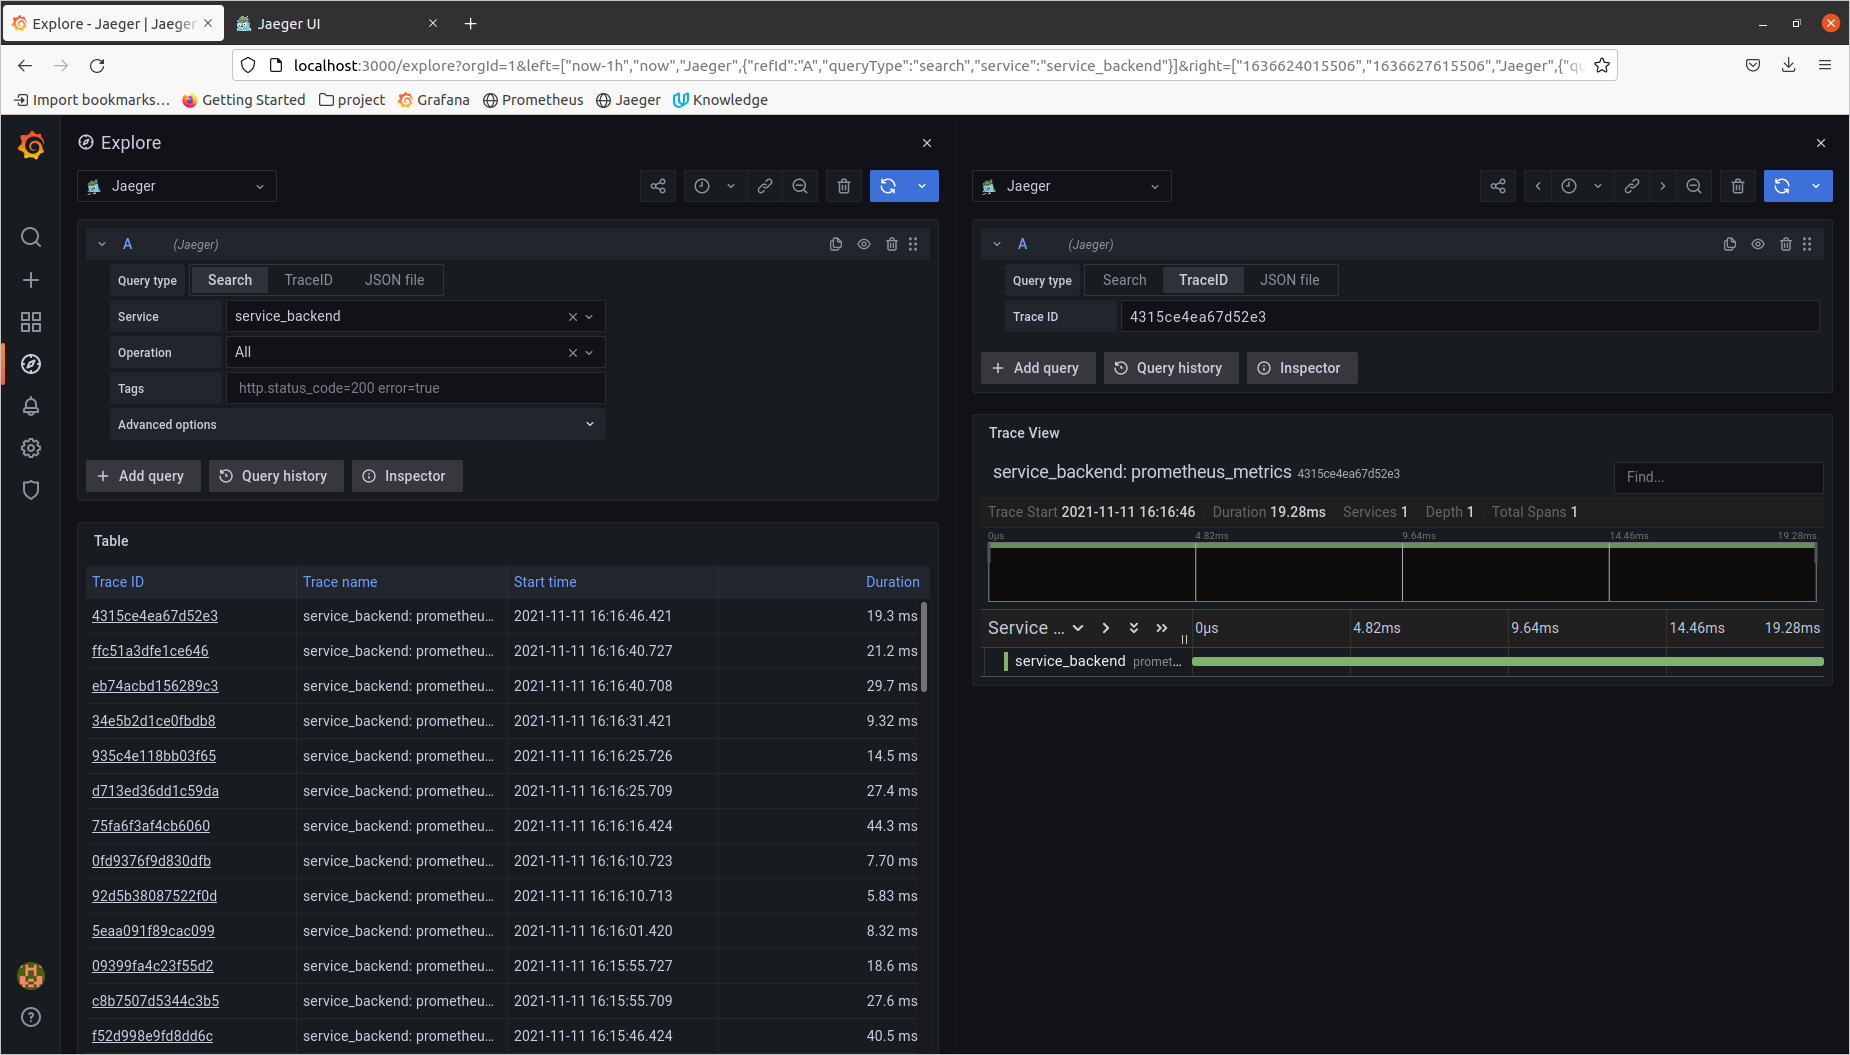 Explore - Jaeger | Jaeger
Jaeger UI
localhost:3000/explore?orgId=1&left=["now-1h","now","Jaeger",{"refId":"A","queryType":"search","service":"service_backend"}]&right=["1636624015506","1636627615506","Jaeger",{"qu
Import bookmarks...
Getting Started
project
Grafana
Prometheus
Jaeger
Knowledge
Explore
Jaeger
A (Jaeger)
Query type Search TraceID JSON file
Service service_backend
Operation All
Tags http.status_code=200 error=true
Advanced options
Add query Query history Inspector
Table
Trace ID Trace name Start time Duration
4315ce4ea67d52e3 service_backend: prometheu... 2021-11-11 16:16:46.421 19.3 ms
ffc51a3dfe1ce646 service_backend: prometheu... 2021-11-11 16:16:40.727 21.2 ms
eb74acbd156289c3 service_backend: prometheu... 2021-11-11 16:16:40.708 29.7 ms
34e5b2d1ce0fbdb8 service_backend: prometheu... 2021-11-11 16:16:31.421 9.32 ms
935c4e118bb03f65 service_backend: prometheu... 2021-11-11 16:16:25.726 14.5 ms
d713ed36dd1c59da service_backend: prometheu... 2021-11-11 16:16:25.709 27.4 ms
75fa6f3af4cb6060 service_backend: prometheu... 2021-11-11 16:16:16.424 44.3 ms
0fd9376f9d830dfb service_backend: prometheu... 2021-11-11 16:16:10.723 7.70 ms
92d5b38087522f0d service_backend: prometheu... 2021-11-11 16:16:10.713 5.83 ms
5eaa091f89cac099 service_backend: prometheu... 2021-11-11 16:16:01.420 8.32 ms
09399fa4c23f55d2 service_backend: prometheu... 2021-11-11 16:15:55.727 18.6 ms
c8b7507d5344c3b5 service_backend: prometheu... 2021-11-11 16:15:55.709 27.6 ms
f52d998e9fd8dd6c service_backend: prometheu... 2021-11-11 16:15:46.424 40.5 ms
Jaeger
A (Jaeger)
Query type Search TraceID JSON file
Trace ID 4315ce4ea67d52e3
Add query Query history Inspector
Trace View
service_backend: prometheus_metrics 4315ce4ea67d52e3
Find...
Trace Start 2021-11-11 16:16:46 Duration 19.28ms Services 1 Depth 1 Total Spans 1
0μs 4.82ms 9.64ms 14.46ms 19.28ms
Service ... 0μs 4.82ms 9.64ms 14.46ms 19.28ms
service_backend promet...